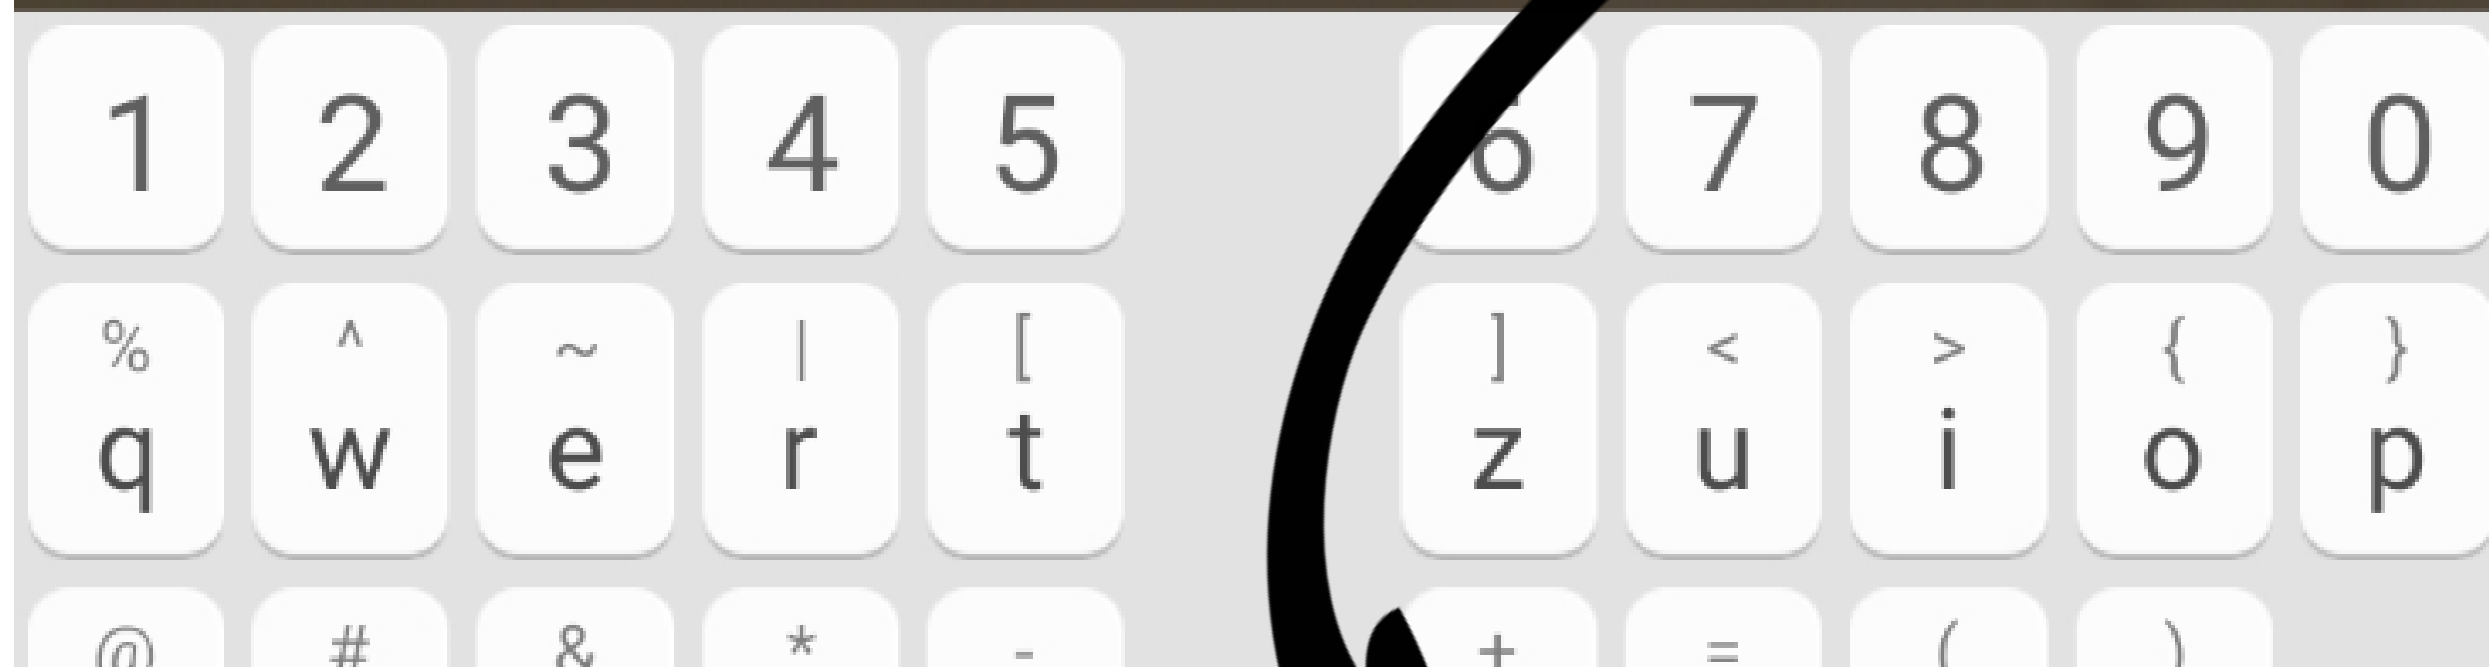 1 2 3 4 5 6 7 8 9 0
% ^ ~ | [ ] < > { }
q w e r t z u i o p
@ # & * - + = ( )